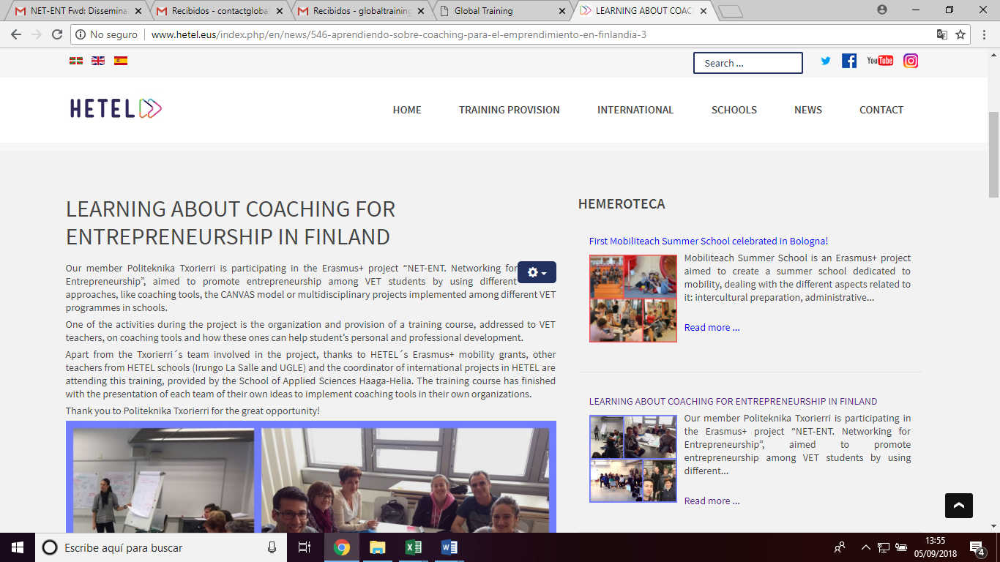 NET-ENT Fwd: Dissemina
Recibidos - contactglobal
Recibidos - globaltraining
Global Training
LEARNING ABOUT COAC
No seguro
www.hetel.eus/index.php/en/news/546-aprendiendo-sobre-coaching-para-el-emprendimiento-en-finlandia-3
Search ...
YouTube
HETEL
HOME
TRAINING PROVISION
INTERNATIONAL
SCHOOLS
NEWS
CONTACT
LEARNING ABOUT COACHING FOR
ENTREPRENEURSHIP IN FINLAND
Our member Politeknika Txorierri is participating in the Erasmus+ project “NET-ENT. Networking for
Entrepreneurship”, aimed to promote entrepreneurship among VET students by using different
approaches, like coaching tools, the CANVAS model or multidisciplinary projects implemented among different VET
programmes in schools.
One of the activities during the project is the organization and provision of a training course, addressed to VET
teachers, on coaching tools and how these ones can help student’s personal and professional development.
Apart from the Txorierri´s team involved in the project, thanks to HETEL´s Erasmus+ mobility grants, other
teachers from HETEL schools (Irungo La Salle and UGLE) and the coordinator of international projects in HETEL are
attending this training, provided by the School of Applied Sciences Haaga-Helia. The training course has finished
with the presentation of each team of their own ideas to implement coaching tools in their own organizations.
Thank you to Politeknika Txorierri for the great opportunity!
HEMEROTECA
First Mobiliteach Summer School celebrated in Bologna!
Mobiliteach Summer School is an Erasmus+ project
aimed to create a summer school dedicated to
mobility, dealing with the different aspects related to
it: intercultural preparation, administrative...
Read more ...
LEARNING ABOUT COACHING FOR ENTREPRENEURSHIP IN FINLAND
Our member Politeknika Txorierri is participating in
the Erasmus+ project “NET-ENT. Networking for
Entrepreneurship”, aimed to promote
entrepreneurship among VET students by using
different...
Read more ...
Escribe aquí para buscar
13:55
05/09/2018
4